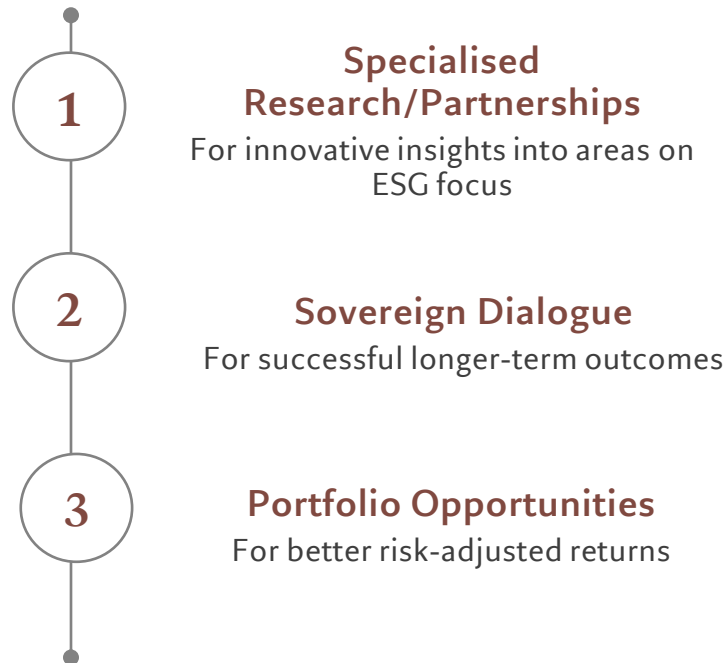 1
Specialised
Research/Partnerships
For innovative insights into areas on
ESG focus
2
Sovereign Dialogue
For successful longer-term outcomes
3
Portfolio Opportunities
For better risk-adjusted returns